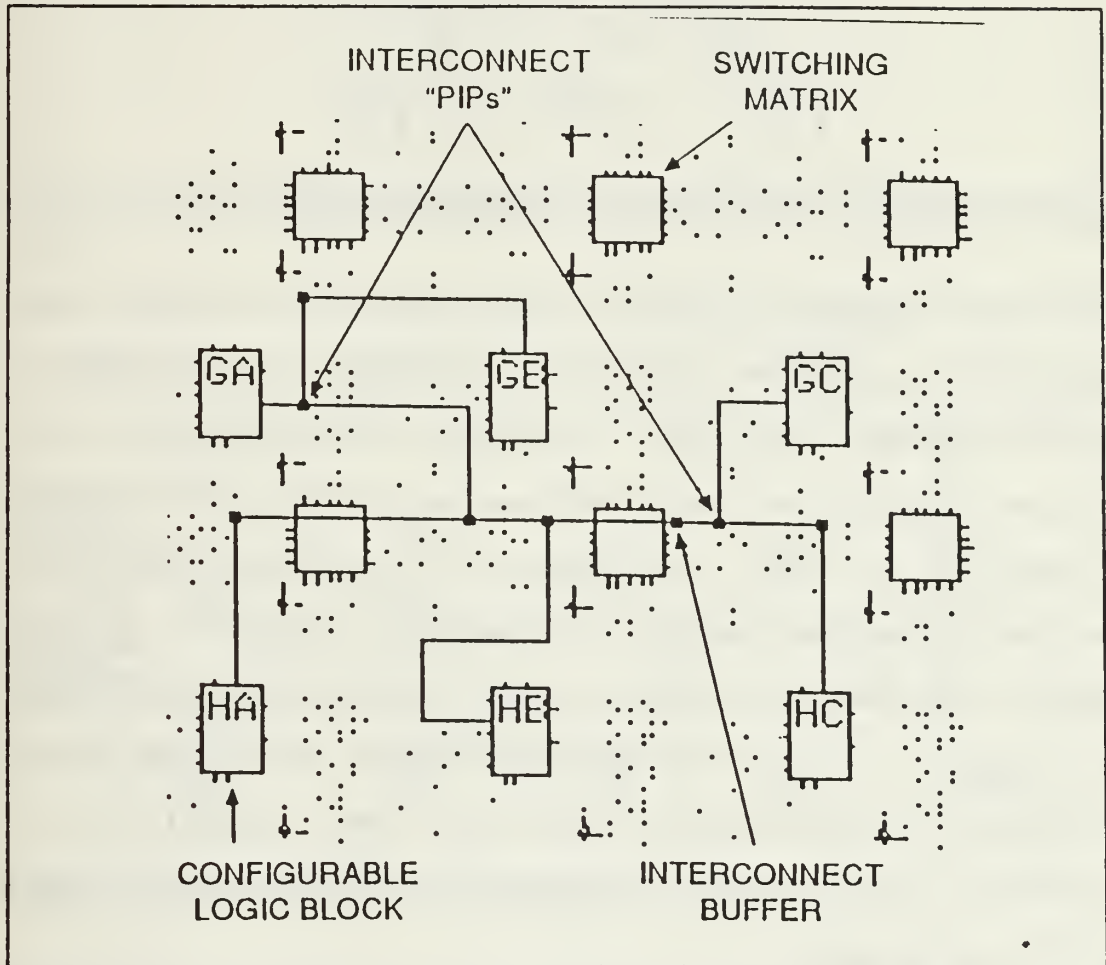 INTERCONNECT
"PIPs"
SWITCHING
MATRIX
GA
GE
GC
HA
HE
HC
CONFIGURABLE
LOGIC BLOCK
INTERCONNECT
BUFFER